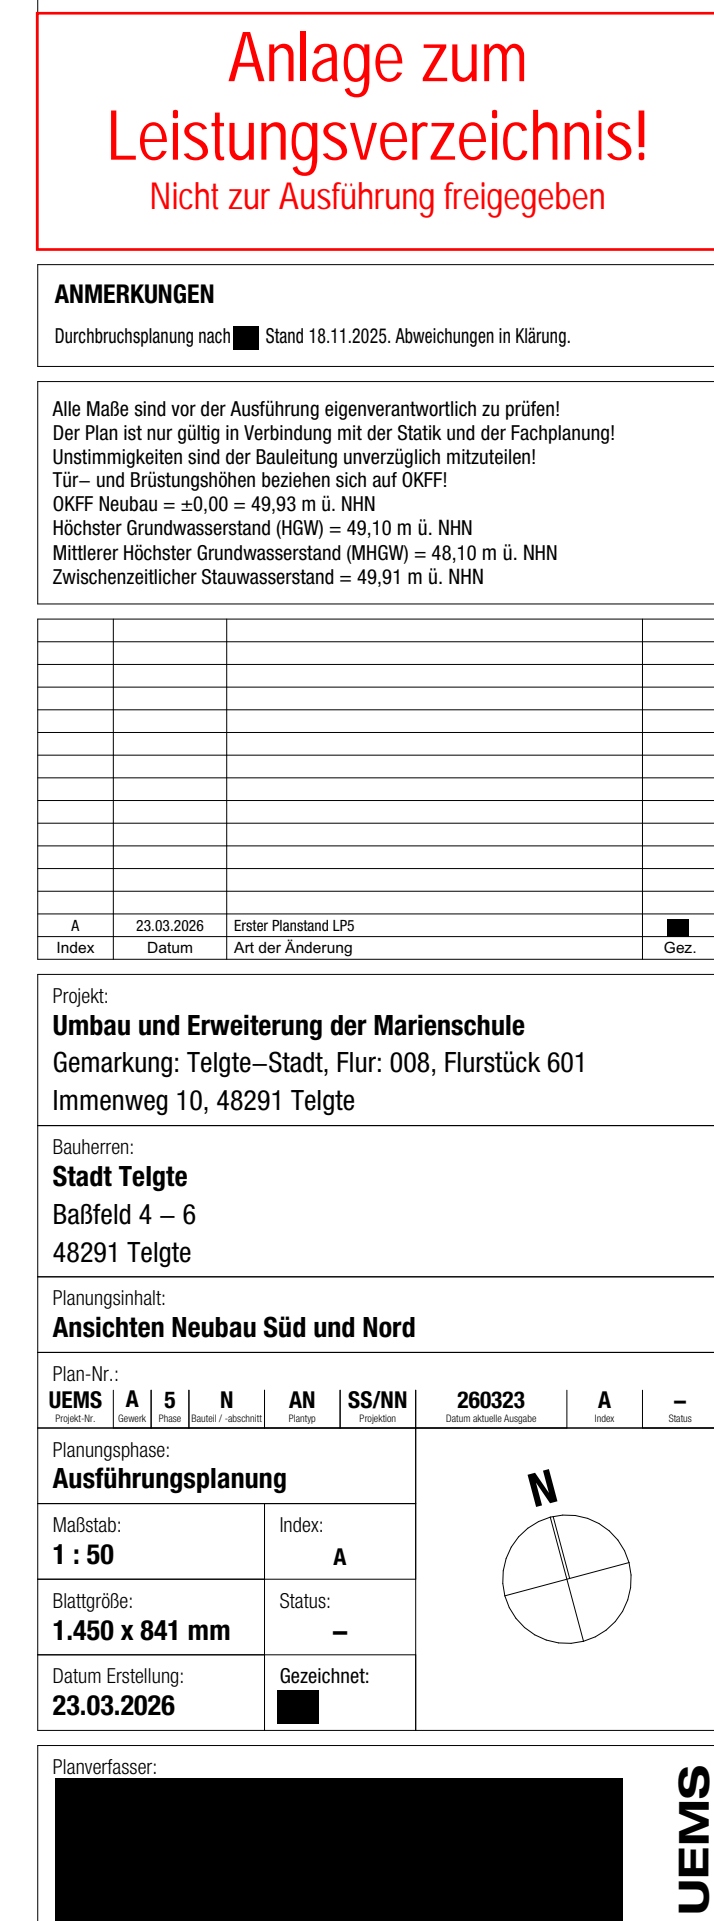 Anlage zum
Leistungsverzeichnis!
Nicht zur Ausführung freigegeben
ANMERKUNGEN
Durchbruchsplanung nach Stand 18.11.2025. Abweichungen in Klärung.
Alle Maße sind vor der Ausführung eigenverantwortlich zu prüfen!
Der Plan ist nur gültig in Verbindung mit der Statik und der Fachplanung!
Unstimmigkeiten sind der Bauleitung unverzüglich mitzuteilen!
Tür– und Brüstungshöhen beziehen sich auf OKFF!
OKFF Neubau = ±0,00 = 49,93 m ü. NHN
Höchster Grundwasserstand (HGW) = 49,10 m ü. NHN
Mittlerer Höchster Grundwasserstand (MHGW) = 48,10 m ü. NHN
Zwischenzeitlicher Stauwasserstand = 49,91 m ü. NHN
A 23.03.2026 Erster Planstand LP5
Index Datum Art der Änderung Gez.
Projekt:
Umbau und Erweiterung der Marienschule
Gemarkung: Telgte–Stadt, Flur: 008, Flurstück 601
Immenweg 10, 48291 Telgte
Bauherren:
Stadt Telgte
Baßfeld 4 – 6
48291 Telgte
Planungsinhalt:
Ansichten Neubau Süd und Nord
Plan-Nr.:
UEMS A 5 N AN SS/NN 260323 A –
Projekt-Nr. Gewerk Phase Bauteil / -abschnitt Plantyp Projektion Datum aktuelle Ausgabe Index Status
Planungsphase:
Ausführungsplanung
N
Maßstab: Index:
1 : 50 A
Blattgröße: Status:
1.450 x 841 mm –
Datum Erstellung: Gezeichnet:
23.03.2026
Planverfasser:
UEMS